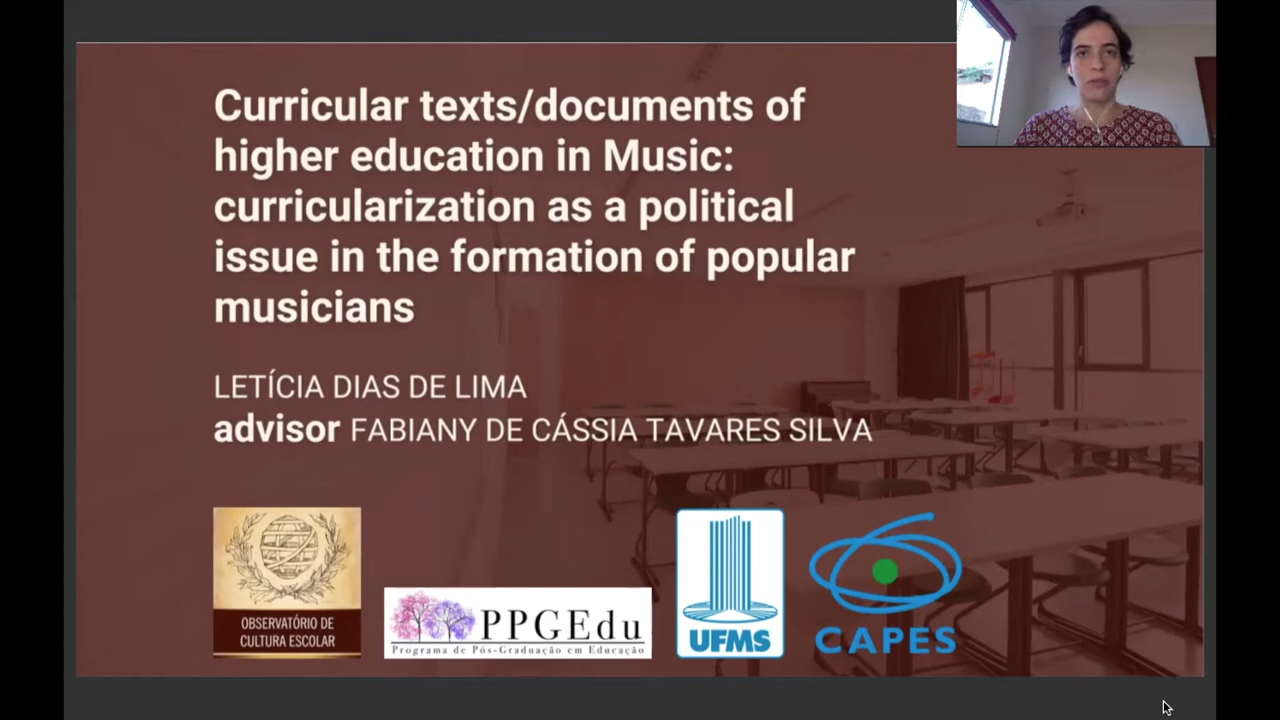 Curricular texts/documents of
higher education in Music:
curricularization as a political
issue in the formation of popular
musicians
LETÍCIA DIAS DE LIMA
advisor FABIANY DE CÁSSIA TAVARES SILVA
OBSERVATÓRIO DE
CULTURA ESCOLAR
PPGEdu
Programa de Pós-Graduação em Educação
UFMS
CAPES